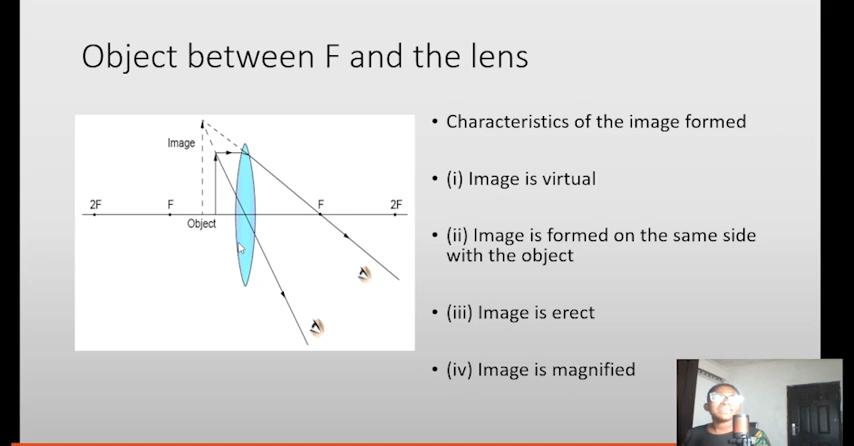 Object between F and the lens
• Characteristics of the image formed
• (i) Image is virtual
• (ii) Image is formed on the same side
with the object
• (iii) Image is erect
• (iv) Image is magnified
Image
2F F F 2F
Object